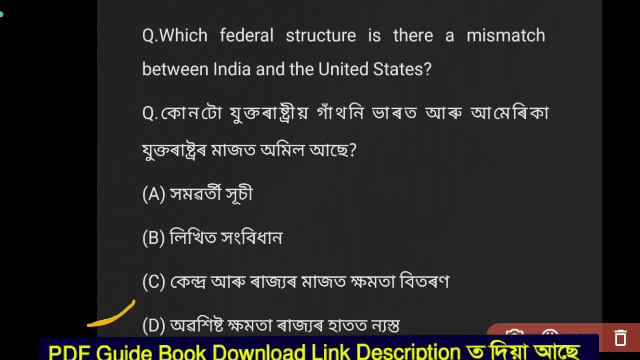 Q.Which federal structure is there a mismatch
between India and the United States?
Q.কোনটো যুক্তৰাষ্ট্ৰীয় গাঁথনি ভাৰত আৰু আমেৰিকা
যুক্তৰাষ্ট্ৰৰ মাজত অমিল আছে?
(A) সমৱৰ্তী সূচী
(B) লিখিত সংবিধান
(C) কেন্দ্ৰ আৰু ৰাজ্যৰ মাজত ক্ষমতা বিতৰণ
(D) অৱশিষ্ট ক্ষমতা ৰাজ্যৰ হাতত ন্যস্ত
PDF Guide Book Download Link Description ত দিয়া আছে